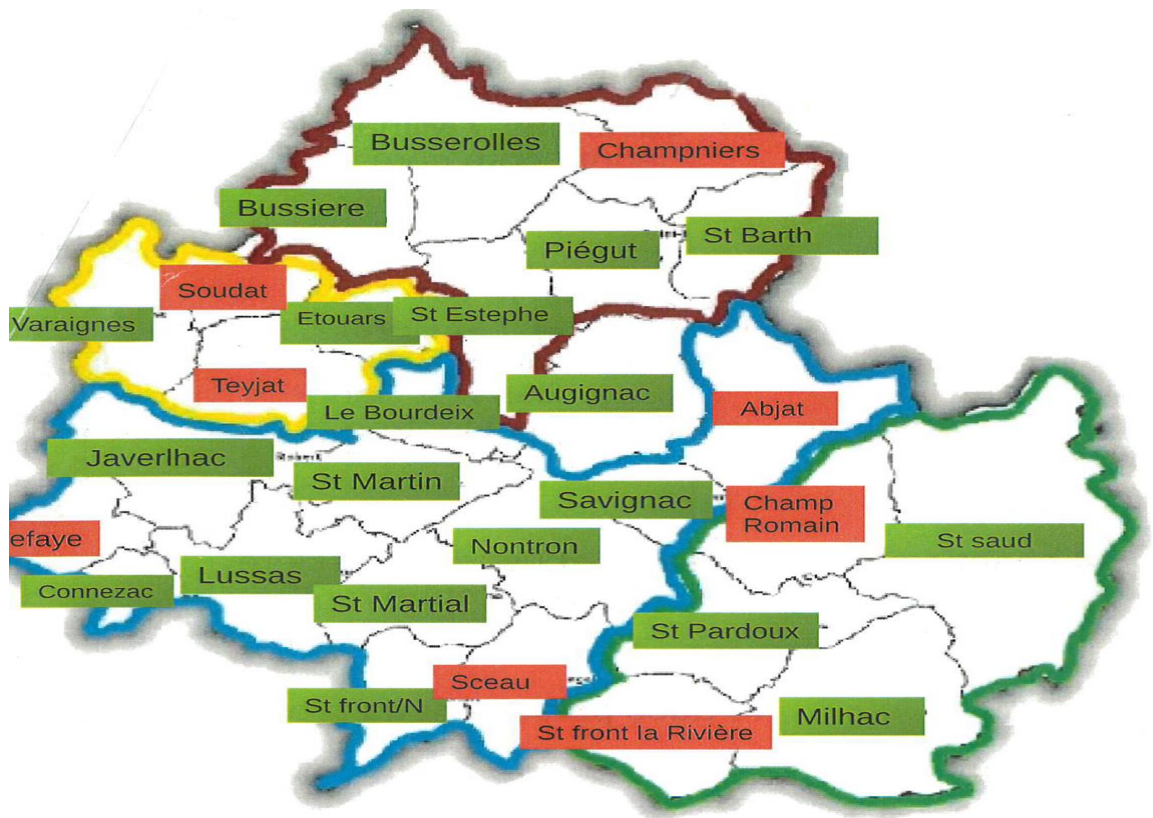 Busserolles
Champniers
Bussiere
Piégut
St Barth
Soudat
Varaignes
Etouars
St Estephe
Teyjat
Le Bourdeix
Augignac
Abjat
Javerlhac
St Martin
Savignac
Champ
Romain
efaye
Nontron
St saud
Connezac
Lussas
St Martial
St Pardoux
Sceau
St front/N
St front la Rivière
Milhac